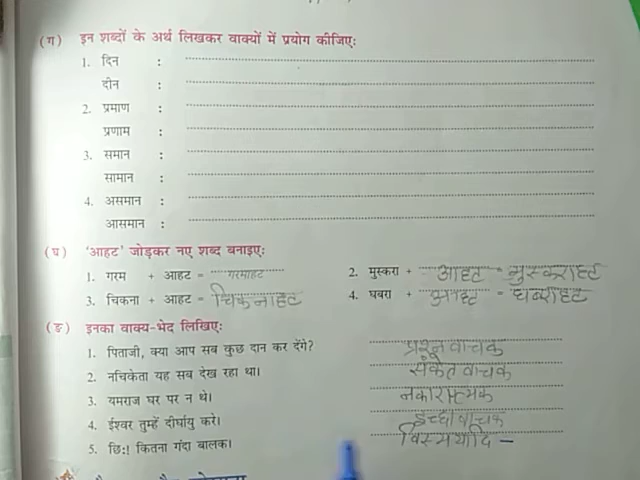 (ग) इन शब्दों के अर्थ लिखकर वाक्यों में प्रयोग कीजिए:
1. दिन :
दीन :
2. प्रमाण :
प्रणाम :
3. समान :
सामान :
4. असमान :
आसमान :
(घ) 'आहट' जोड़कर नए शब्द बनाइए:
1. गरम + आहट = गरमाहट 2. मुस्करा + आहट = मुस्कराहट
3. चिकना + आहट = चिकनाहट 4. घबरा + आहट = घबराहट
(ङ) इनका वाक्य-भेद लिखिए:
1. पिताजी, क्या आप सब कुछ दान कर देंगे? प्रश्नवाचक
2. नचिकेता यह सब देख रहा था। संकेतवाचक
3. यमराज घर पर न थे। नकारात्मक
4. ईश्वर तुम्हें दीर्घायु करे। इच्छावाचक
5. छिः! कितना गंदा बालक। विस्मयादि –